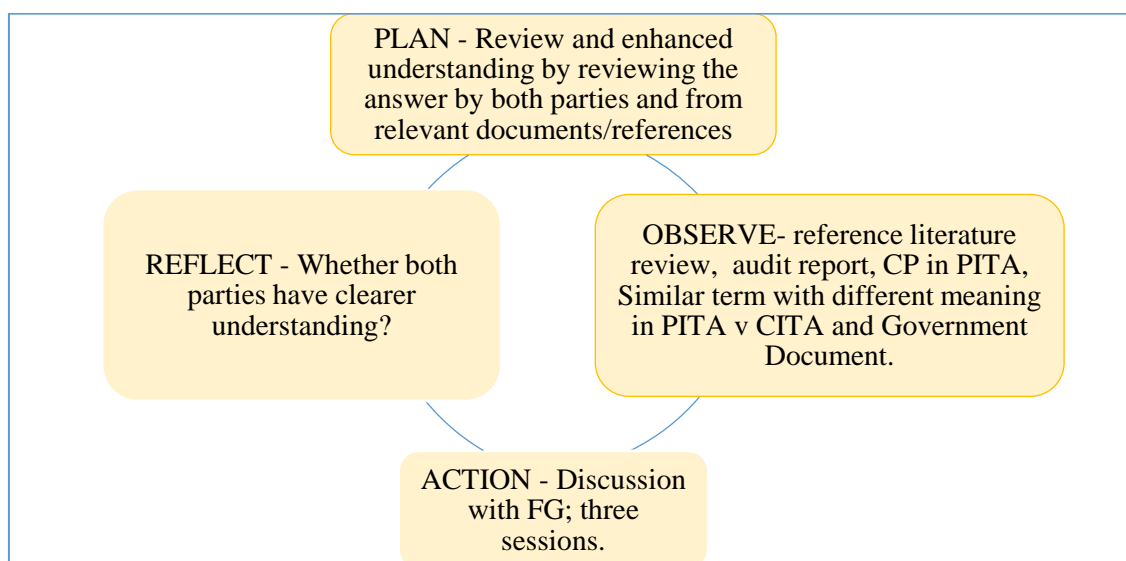 PLAN - Review and enhanced
understanding by reviewing the
answer by both parties and from
relevant documents/references
OBSERVE- reference literature
review, audit report, CP in PITA,
Similar term with different meaning
in PITA v CITA and Government
Document.
ACTION - Discussion
with FG; three
sessions.
REFLECT - Whether both
parties have clearer
understanding?